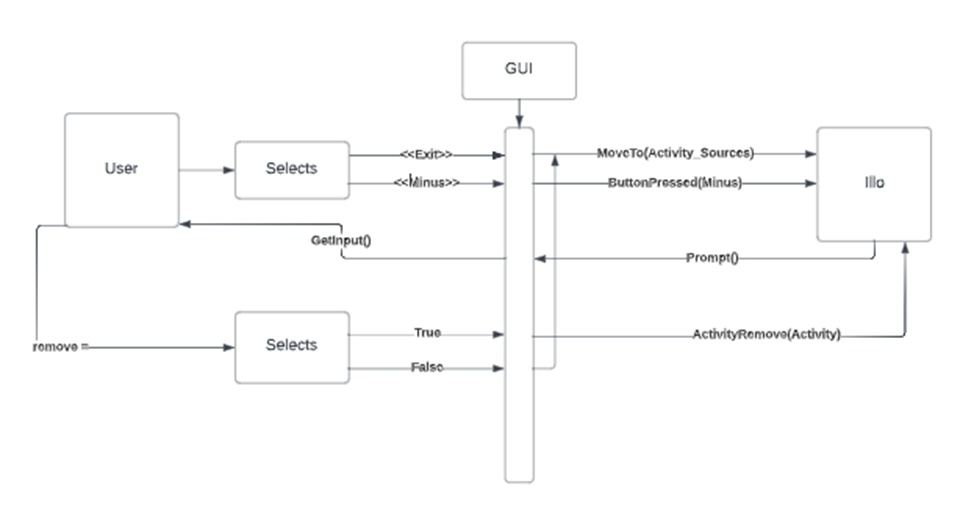 GUI
User
Selects
<<Exit>>
<<Minus>>
MoveTo(Activity_Sources)
ButtonPressed(Minus)
Illo
GetInput()
Prompt()
remove =
Selects
True
False
ActivityRemove(Activity)